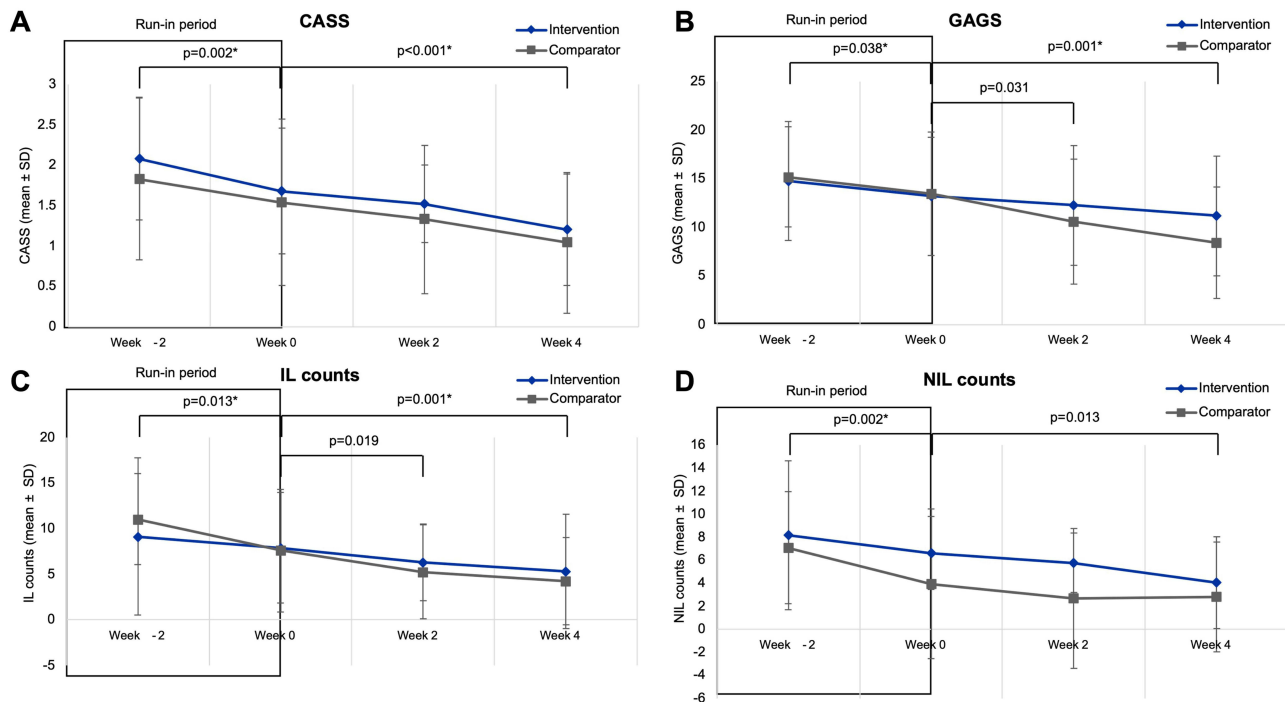 A
Run-in period
CASS
Intervention
Comparator
p=0.002*
p<0.001*
CASS (mean ± SD)
3
2.5
2
1.5
1
0.5
0
Week -2
Week 0
Week 2
Week 4
B
Run-in period
GAGS
Intervention
Comparator
p=0.038*
p=0.001*
p=0.031
GAGS (mean ± SD)
25
20
15
10
5
0
Week -2
Week 0
Week 2
Week 4
C
Run-in period
IL counts
Intervention
Comparator
p=0.013*
p=0.001*
p=0.019
IL counts (mean ± SD)
20
15
10
5
0
-5
Week -2
Week 0
Week 2
Week 4
D
Run-in period
NIL counts
Intervention
Comparator
p=0.002*
p=0.013
NIL counts (mean ± SD)
16
14
12
10
8
6
4
2
0
-2
-4
-6
Week -2
Week 0
Week 2
Week 4